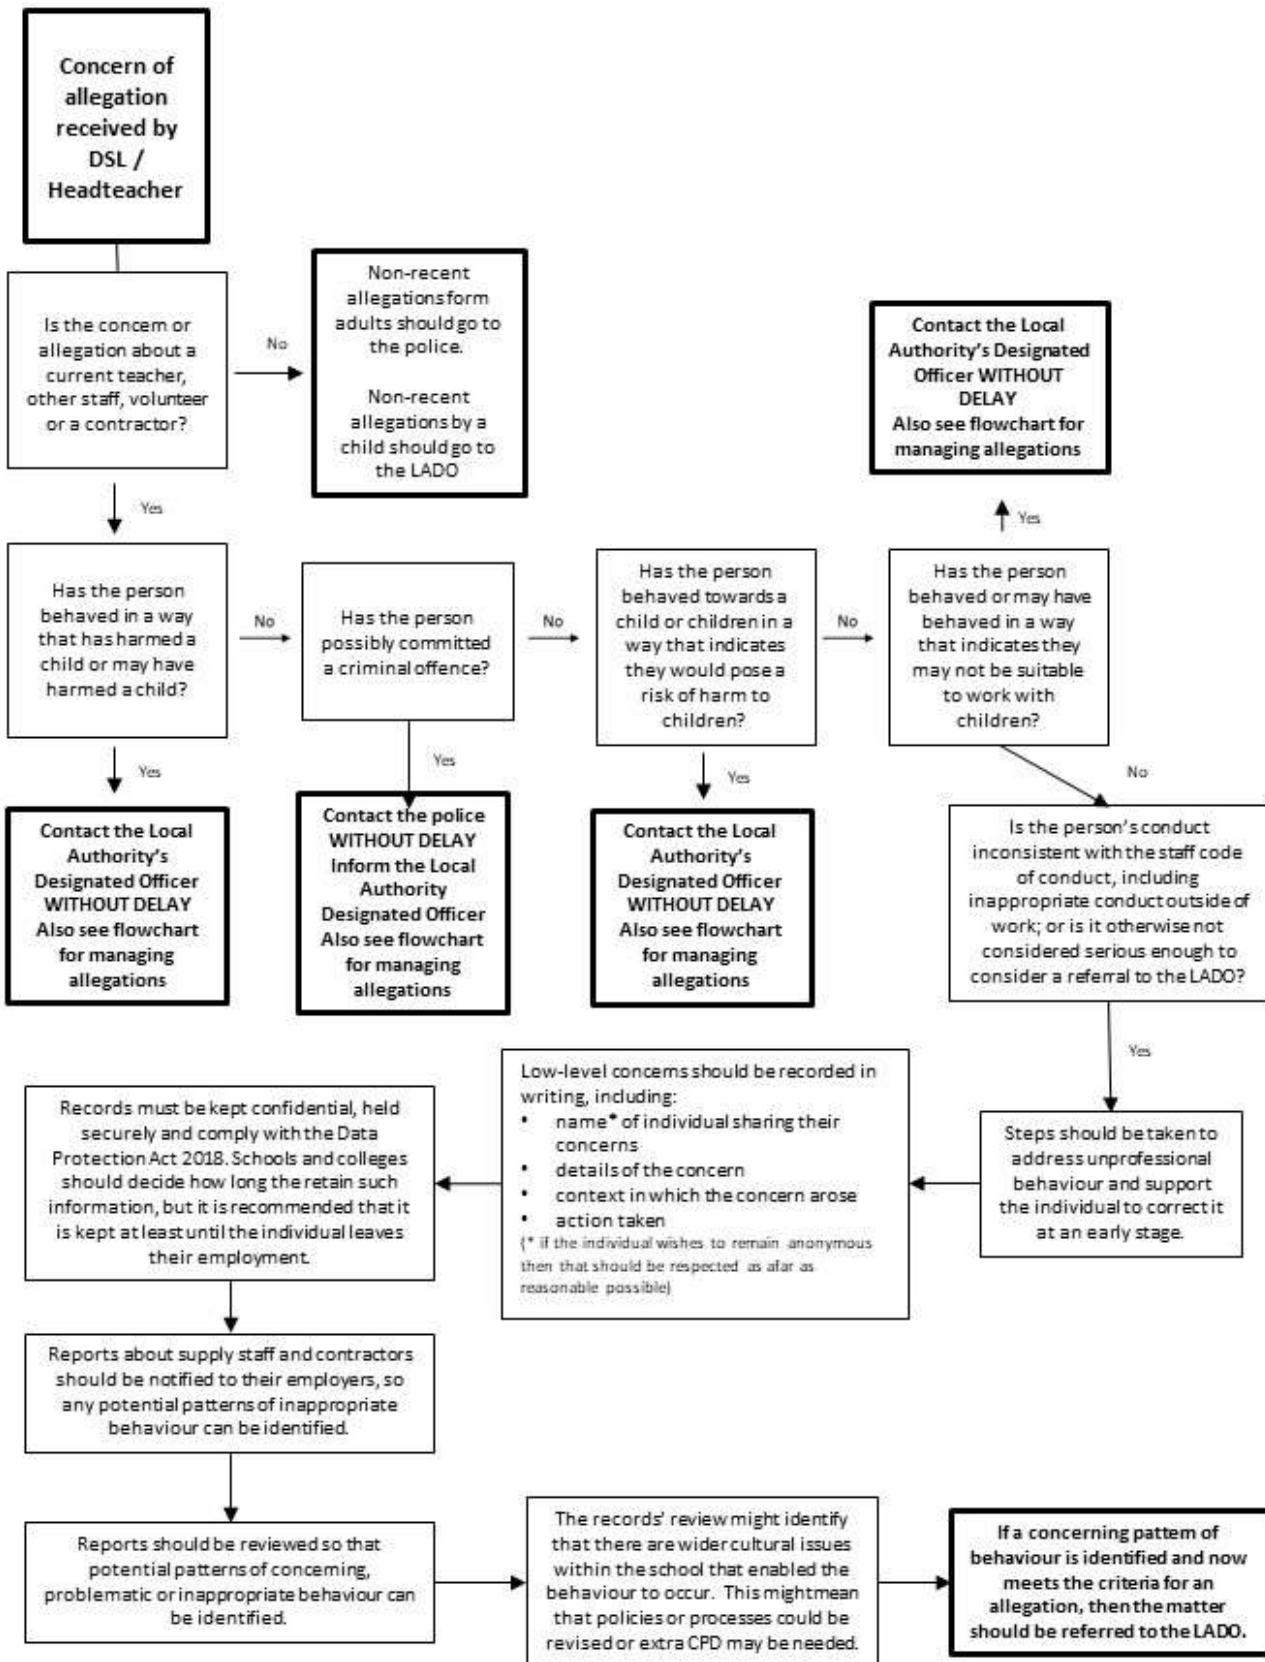 Concern of
allegation
received by
DSL /
Headteacher
Is the concern or
allegation about a
current teacher,
other staff, volunteer
or a contractor?
No
Non-recent
allegations form
adults should go to
the police.
Non-recent
allegations by a
child should go to
the LADO
Contact the Local
Authority's Designated
Officer WITHOUT
DELAY
Also see flowchart for
managing allegations
Yes
Yes
Has the person
behaved in a way
that has harmed a
child or may have
harmed a child?
No
Has the person
possibly committed
a criminal offence?
No
Has the person
behaved towards a
child or children in a
way that indicates
they would pose a
risk of harm to
children?
No
Has the person
behaved or may have
behaved in a way
that indicates they
may not be suitable
to work with
children?
Yes
Yes
Yes
No
Contact the Local
Authority's
Designated Officer
WITHOUT DELAY
Also see flowchart
for managing
allegations
Contact the police
WITHOUT DELAY
Inform the Local
Authority
Designated Officer
Also see flowchart
for managing
allegations
Contact the Local
Authority's
Designated Officer
WITHOUT DELAY
Also see flowchart
for managing
allegations
Is the person's conduct
inconsistent with the staff code
of conduct, including
inappropriate conduct outside of
work; or is it otherwise not
considered serious enough to
consider a referral to the LADO?
Yes
Steps should be taken to
address unprofessional
behaviour and support
the individual to correct it
at an early stage.
Low-level concerns should be recorded in
writing, including:
• name* of individual sharing their
concerns
• details of the concern
• context in which the concern arose
• action taken
(* if the individual wishes to remain anonymous
then that should be respected as afar as
reasonable possible)
Records must be kept confidential, held
securely and comply with the Data
Protection Act 2018. Schools and colleges
should decide how long the retain such
information, but it is recommended that it
is kept at least until the individual leaves
their employment.
Reports about supply staff and contractors
should be notified to their employers, so
any potential patterns of inappropriate
behaviour can be identified.
Reports should be reviewed so that
potential patterns of concerning,
problematic or inappropriate behaviour can
be identified.
The records' review might identify
that there are wider cultural issues
within the school that enabled the
behaviour to occur. This might mean
that policies or processes could be
revised or extra CPD may be needed.
If a concerning pattern of
behaviour is identified and now
meets the criteria for an
allegation, then the matter
should be referred to the LADO.